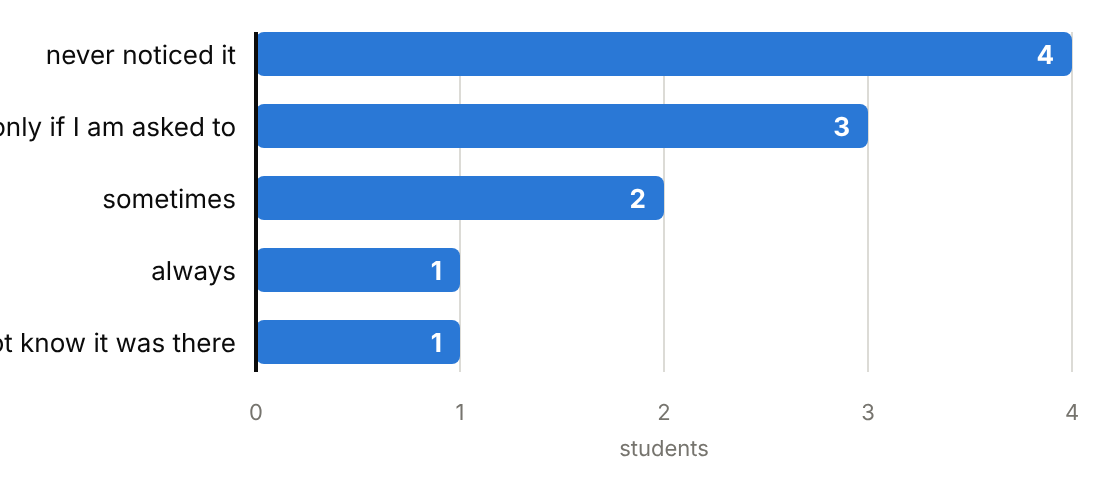 never noticed it
4
only if I am asked to
3
sometimes
2
always
1
know it was there
1
0 1 2 3 4
students